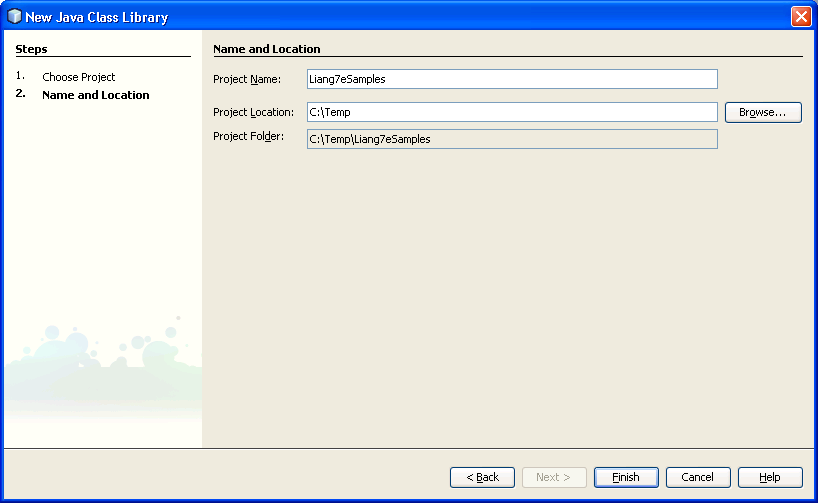 New Java Class Library
Steps
1. Choose Project
2. Name and Location
Name and Location
Project Name: Liang7eSamples
Project Location: C:\Temp Browse...
Project Folder: C:\Temp\Liang7eSamples
< Back Next > Finish Cancel Help